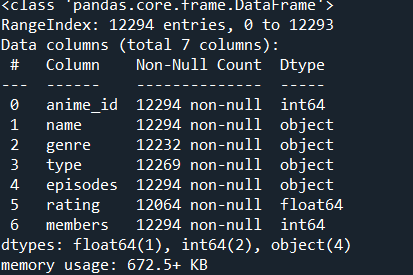 <class 'pandas.core.frame.DataFrame'>
RangeIndex: 12294 entries, 0 to 12293
Data columns (total 7 columns):
 #   Column    Non-Null Count  Dtype
---  ------    --------------  -----
 0   anime_id  12294 non-null  int64
 1   name      12294 non-null  object
 2   genre     12232 non-null  object
 3   type      12269 non-null  object
 4   episodes  12294 non-null  object
 5   rating    12064 non-null  float64
 6   members   12294 non-null  int64
dtypes: float64(1), int64(2), object(4)
memory usage: 672.5+ KB